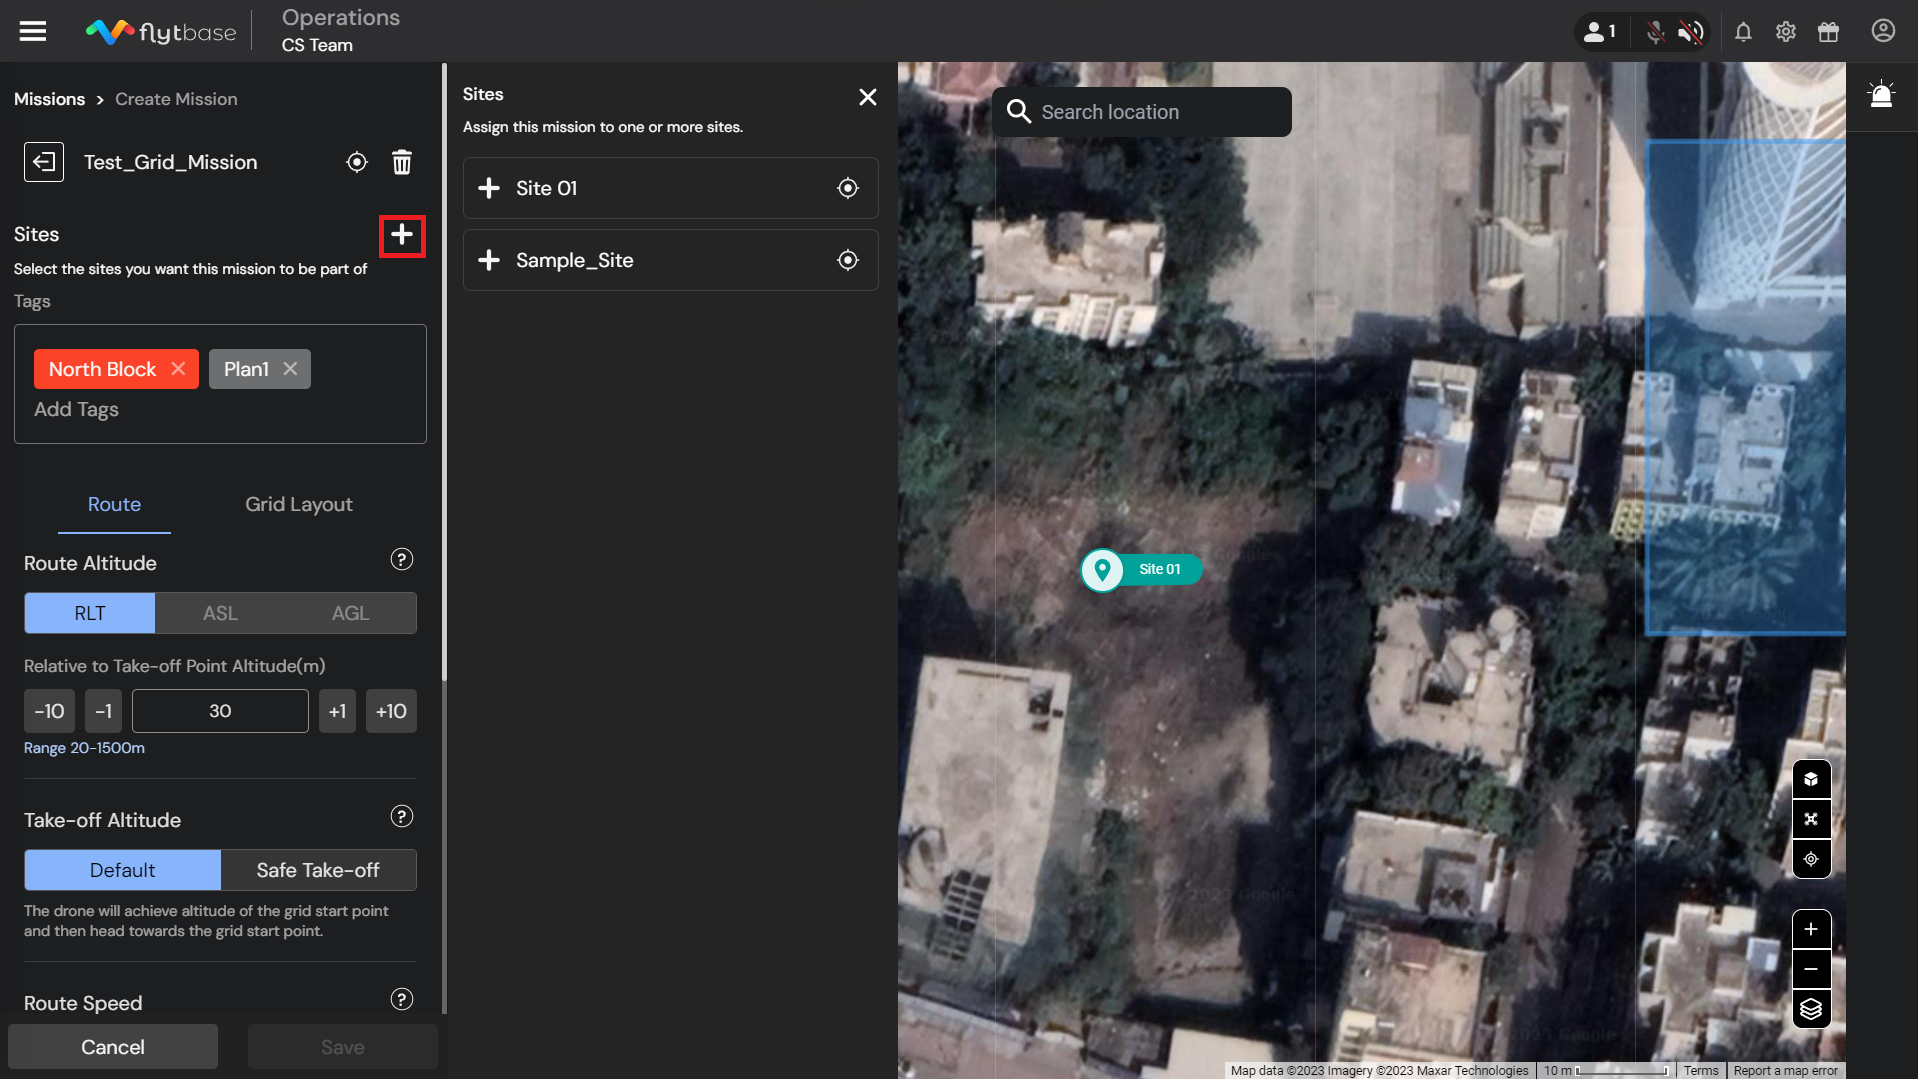 flytbase
Operations
CS Team
1
Missions > Create Mission
Test_Grid_Mission
Sites
Select the sites you want this mission to be part of
Tags
North Block
Plan1
Add Tags
Route
Grid Layout
Route Altitude
?
RLT
ASL
AGL
Relative to Take-off Point Altitude(m)
-10
-1
30
+1
+10
Range 20-1500m
Take-off Altitude
?
Default
Safe Take-off
The drone will achieve altitude of the grid start point
and then head towards the grid start point.
Route Speed
?
Cancel
Save
Sites
Assign this mission to one or more sites.
Site 01
Sample_Site
Search location
Site 01
2023 Google
2023 Google
Map data ©2023 Imagery ©2023 Maxar Technologies
10 m
Terms
Report a map error